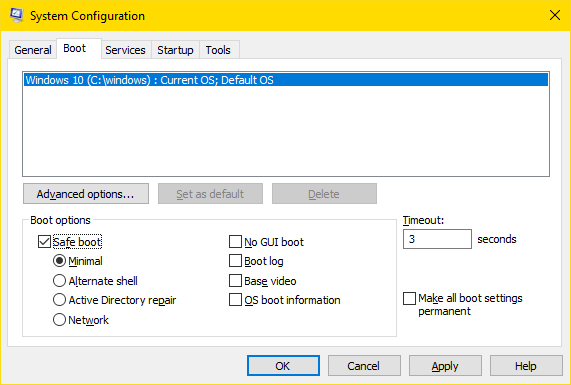 System Configuration
General Boot Services Startup Tools
Windows 10 (C:\windows) : Current OS; Default OS
Advanced options... Set as default Delete
Boot options
Timeout:
Safe boot No GUI boot
3 seconds
Minimal Boot log
Alternate shell Base video
Active Directory repair OS boot information
Make all boot settings
permanent
Network
OK Cancel Apply Help